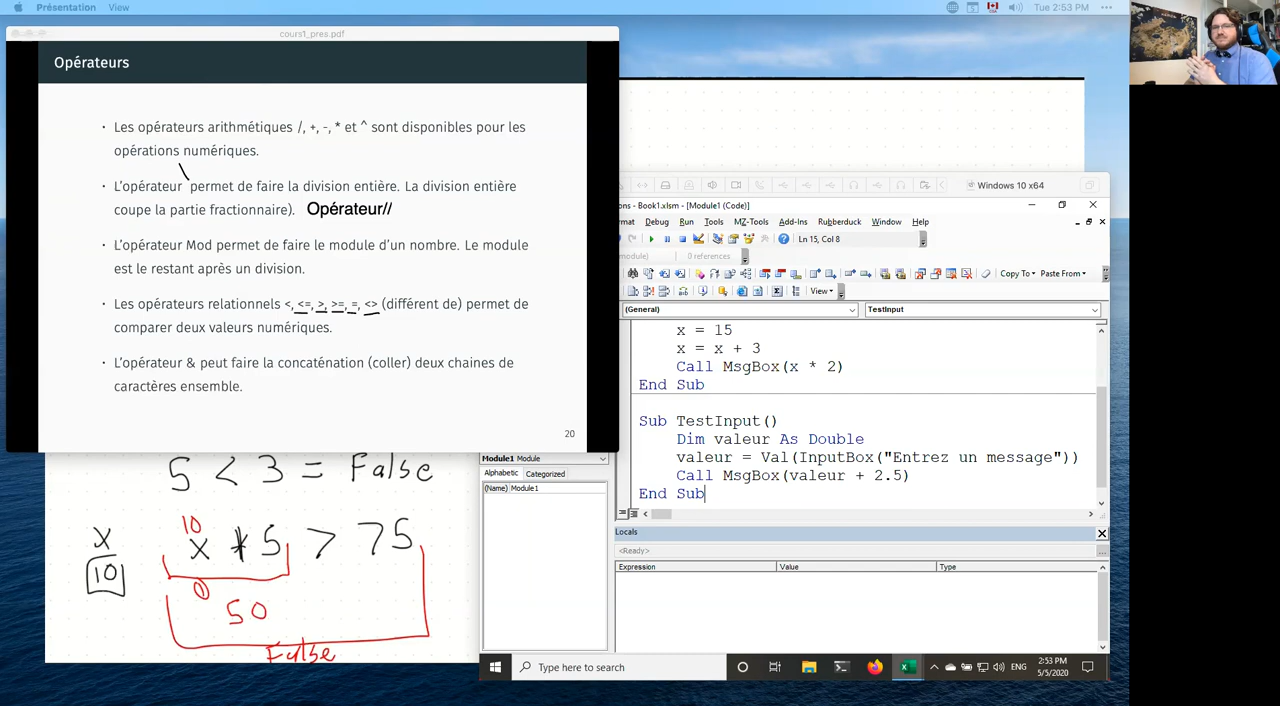 Présentation View
Tue 2:53 PM
cours1_pres.pdf
Opérateurs
· Les opérateurs arithmétiques /, +, -, * et ^ sont disponibles pour les
opérations numériques.
\
· L'opérateur permet de faire la division entière. La division entière
coupe la partie fractionnaire). Opérateur//
· L'opérateur Mod permet de faire le module d'un nombre. Le module
est le restant après un division.
· Les opérateurs relationnels <, <=, >, >=, =, <> (différent de) permet de
comparer deux valeurs numériques.
· L'opérateur & peut faire la concaténation (coller) deux chaines de
caractères ensemble.
20
5 < 3 = False
10
x x * 5 > 75
10
1
50
False
Windows 10 x64
ons - Book1.xlsm - [Module1 (Code)]
rmat Debug Run Tools MZ-Tools Add-Ins Rubberduck Window Help
Ln 15, Col 8
module) 0 references
Copy To Paste From
View
(General) TestInput
x = 15
x = x + 3
Call MsgBox(x * 2)
End Sub
Sub TestInput()
Dim valeur As Double
valeur = Val(InputBox("Entrez un message"))
Call MsgBox(valeur * 2.5)
End Sub
Module1 Module
Alphabetic Categorized
(Name) Module1
Locals
<Ready>
Expression Value Type
Type here to search
ENG
2:53 PM
5/5/2020